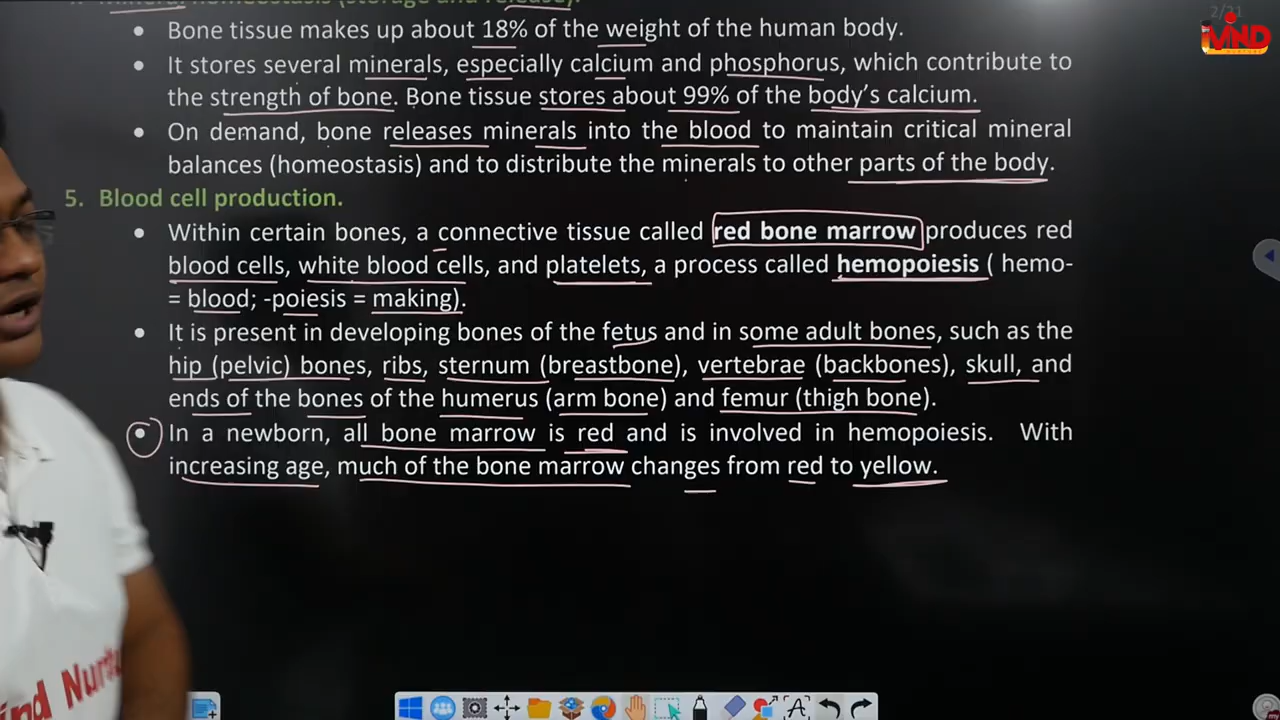 4. Mineral homeostasis (storage and release).
2/21
• Bone tissue makes up about 18% of the weight of the human body.
• It stores several minerals, especially calcium and phosphorus, which contribute to
the strength of bone. Bone tissue stores about 99% of the body's calcium.
• On demand, bone releases minerals into the blood to maintain critical mineral
balances (homeostasis) and to distribute the minerals to other parts of the body.
5. Blood cell production.
• Within certain bones, a connective tissue called red bone marrow produces red
blood cells, white blood cells, and platelets, a process called hemopoiesis ( hemo-
= blood; -poiesis = making).
• It is present in developing bones of the fetus and in some adult bones, such as the
hip (pelvic) bones, ribs, sternum (breastbone), vertebrae (backbones), skull, and
ends of the bones of the humerus (arm bone) and femur (thigh bone).
• In a newborn, all bone marrow is red and is involved in hemopoiesis. With
increasing age, much of the bone marrow changes from red to yellow.